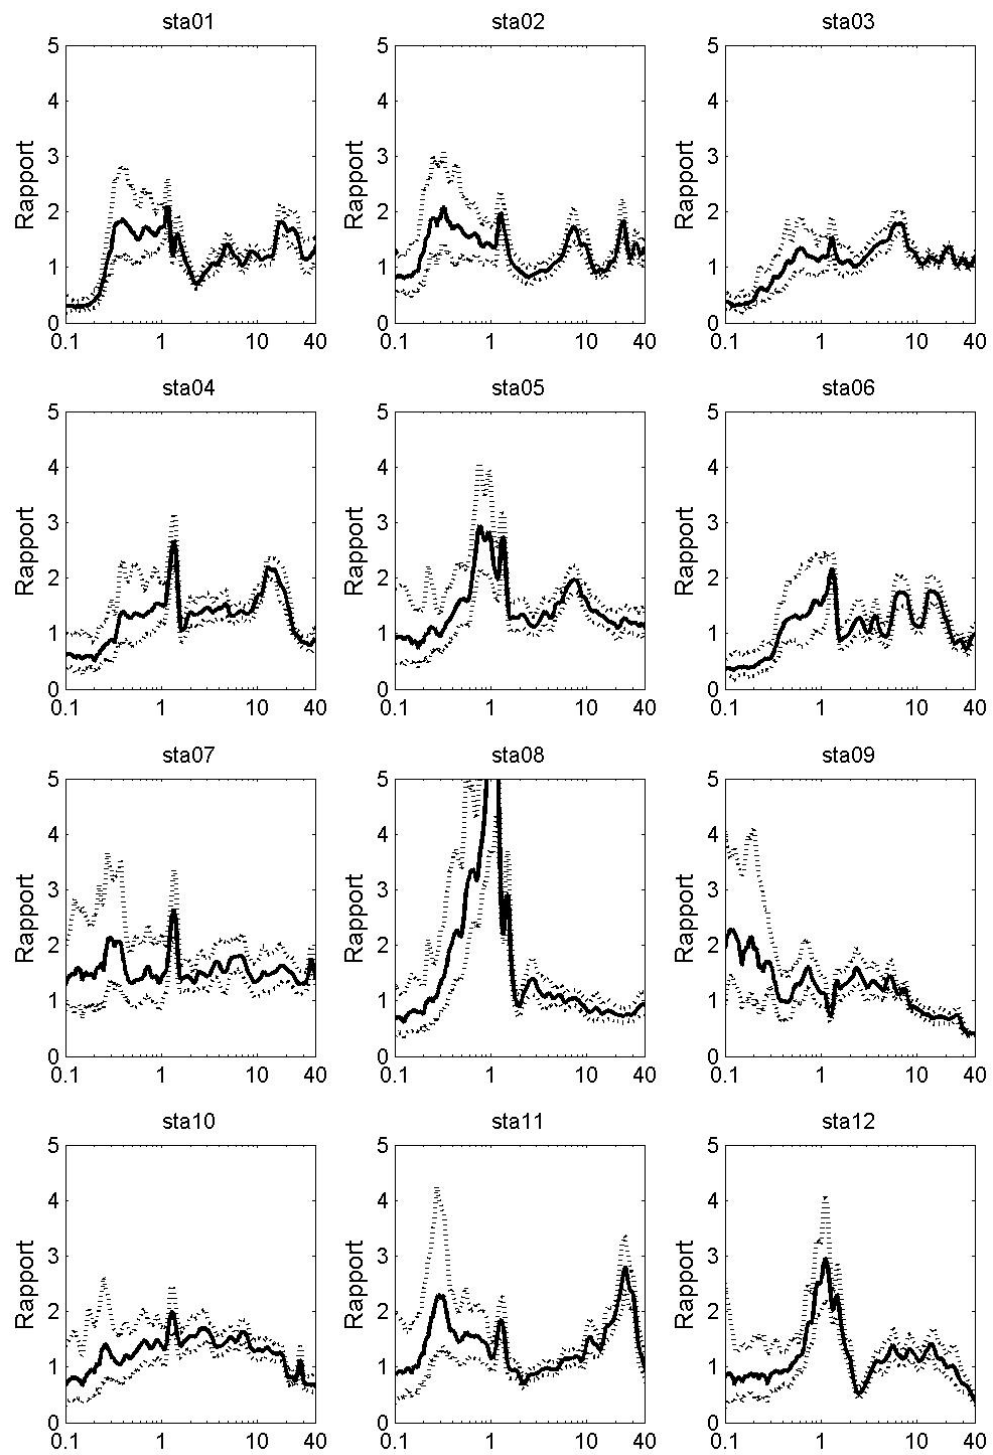 sta01 sta02 sta03
5 5 5
4 4 4
3 3 3
Rapport Rapport Rapport
2 2 2
1 1 1
0 0 0
0.1 1 10 40 0.1 1 10 40 0.1 1 10 40
sta04 sta05 sta06
5 5 5
4 4 4
3 3 3
Rapport Rapport Rapport
2 2 2
1 1 1
0 0 0
0.1 1 10 40 0.1 1 10 40 0.1 1 10 40
sta07 sta08 sta09
5 5 5
4 4 4
3 3 3
Rapport Rapport Rapport
2 2 2
1 1 1
0 0 0
0.1 1 10 40 0.1 1 10 40 0.1 1 10 40
sta10 sta11 sta12
5 5 5
4 4 4
3 3 3
Rapport Rapport Rapport
2 2 2
1 1 1
0 0 0
0.1 1 10 40 0.1 1 10 40 0.1 1 10 40